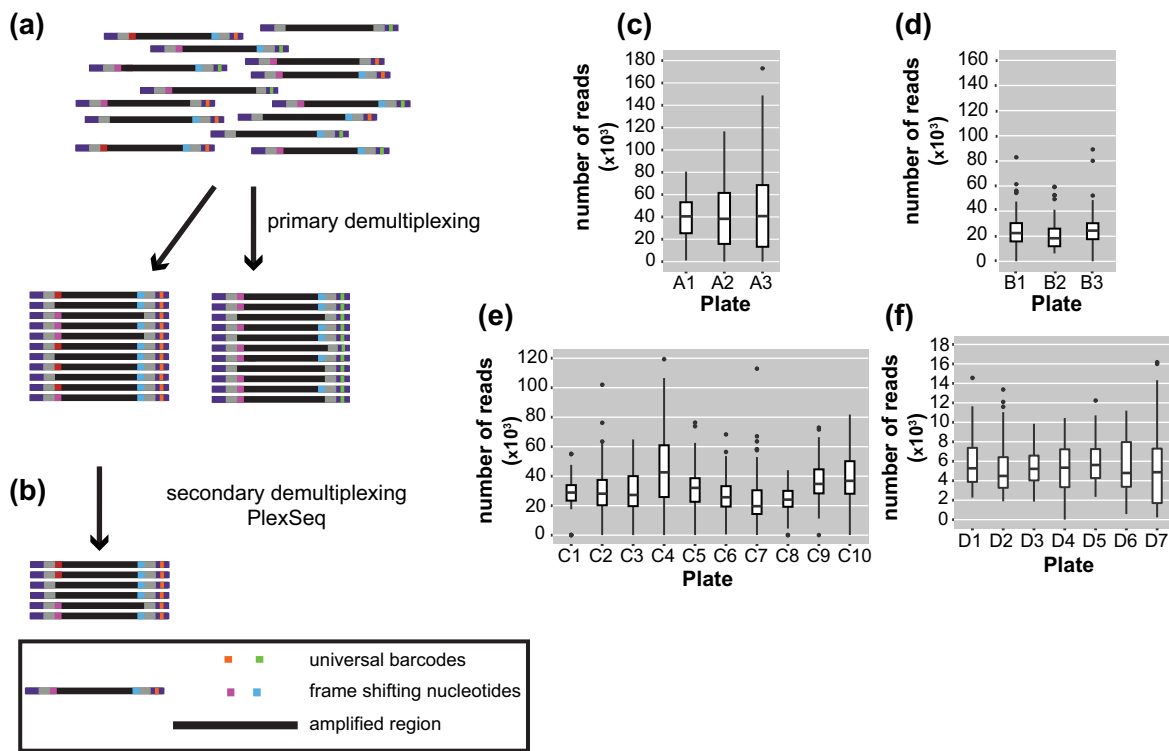 (a)
primary demultiplexing
(b)
secondary demultiplexing
PlexSeq
universal barcodes
frame shifting nucleotides
amplified region
(c)
number of reads
(x10³)
180
160
140
120
100
80
60
40
20
0
A1 A2 A3
Plate
(d)
number of reads
(x10³)
160
140
120
100
80
60
40
20
0
B1 B2 B3
Plate
(e)
number of reads
(x10³)
120
100
80
60
40
20
0
C1 C2 C3 C4 C5 C6 C7 C8 C9 C10
Plate
(f)
number of reads
(x10³)
18
16
14
12
10
8
6
4
2
0
D1 D2 D3 D4 D5 D6 D7
Plate